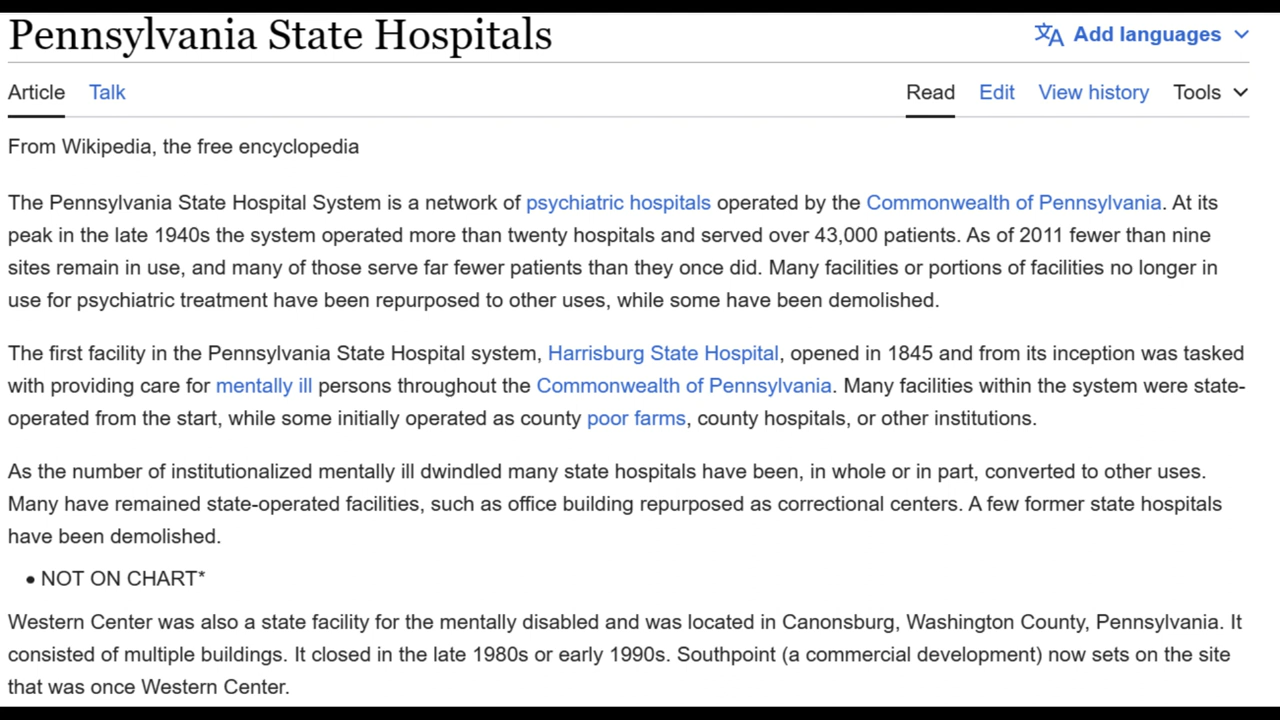 Pennsylvania State Hospitals
Add languages
Article Talk Read Edit View history Tools
From Wikipedia, the free encyclopedia
The Pennsylvania State Hospital System is a network of psychiatric hospitals operated by the Commonwealth of Pennsylvania. At its
peak in the late 1940s the system operated more than twenty hospitals and served over 43,000 patients. As of 2011 fewer than nine
sites remain in use, and many of those serve far fewer patients than they once did. Many facilities or portions of facilities no longer in
use for psychiatric treatment have been repurposed to other uses, while some have been demolished.
The first facility in the Pennsylvania State Hospital system, Harrisburg State Hospital, opened in 1845 and from its inception was tasked
with providing care for mentally ill persons throughout the Commonwealth of Pennsylvania. Many facilities within the system were state-
operated from the start, while some initially operated as county poor farms, county hospitals, or other institutions.
As the number of institutionalized mentally ill dwindled many state hospitals have been, in whole or in part, converted to other uses.
Many have remained state-operated facilities, such as office building repurposed as correctional centers. A few former state hospitals
have been demolished.
• NOT ON CHART*
Western Center was also a state facility for the mentally disabled and was located in Canonsburg, Washington County, Pennsylvania. It
consisted of multiple buildings. It closed in the late 1980s or early 1990s. Southpoint (a commercial development) now sets on the site
that was once Western Center.